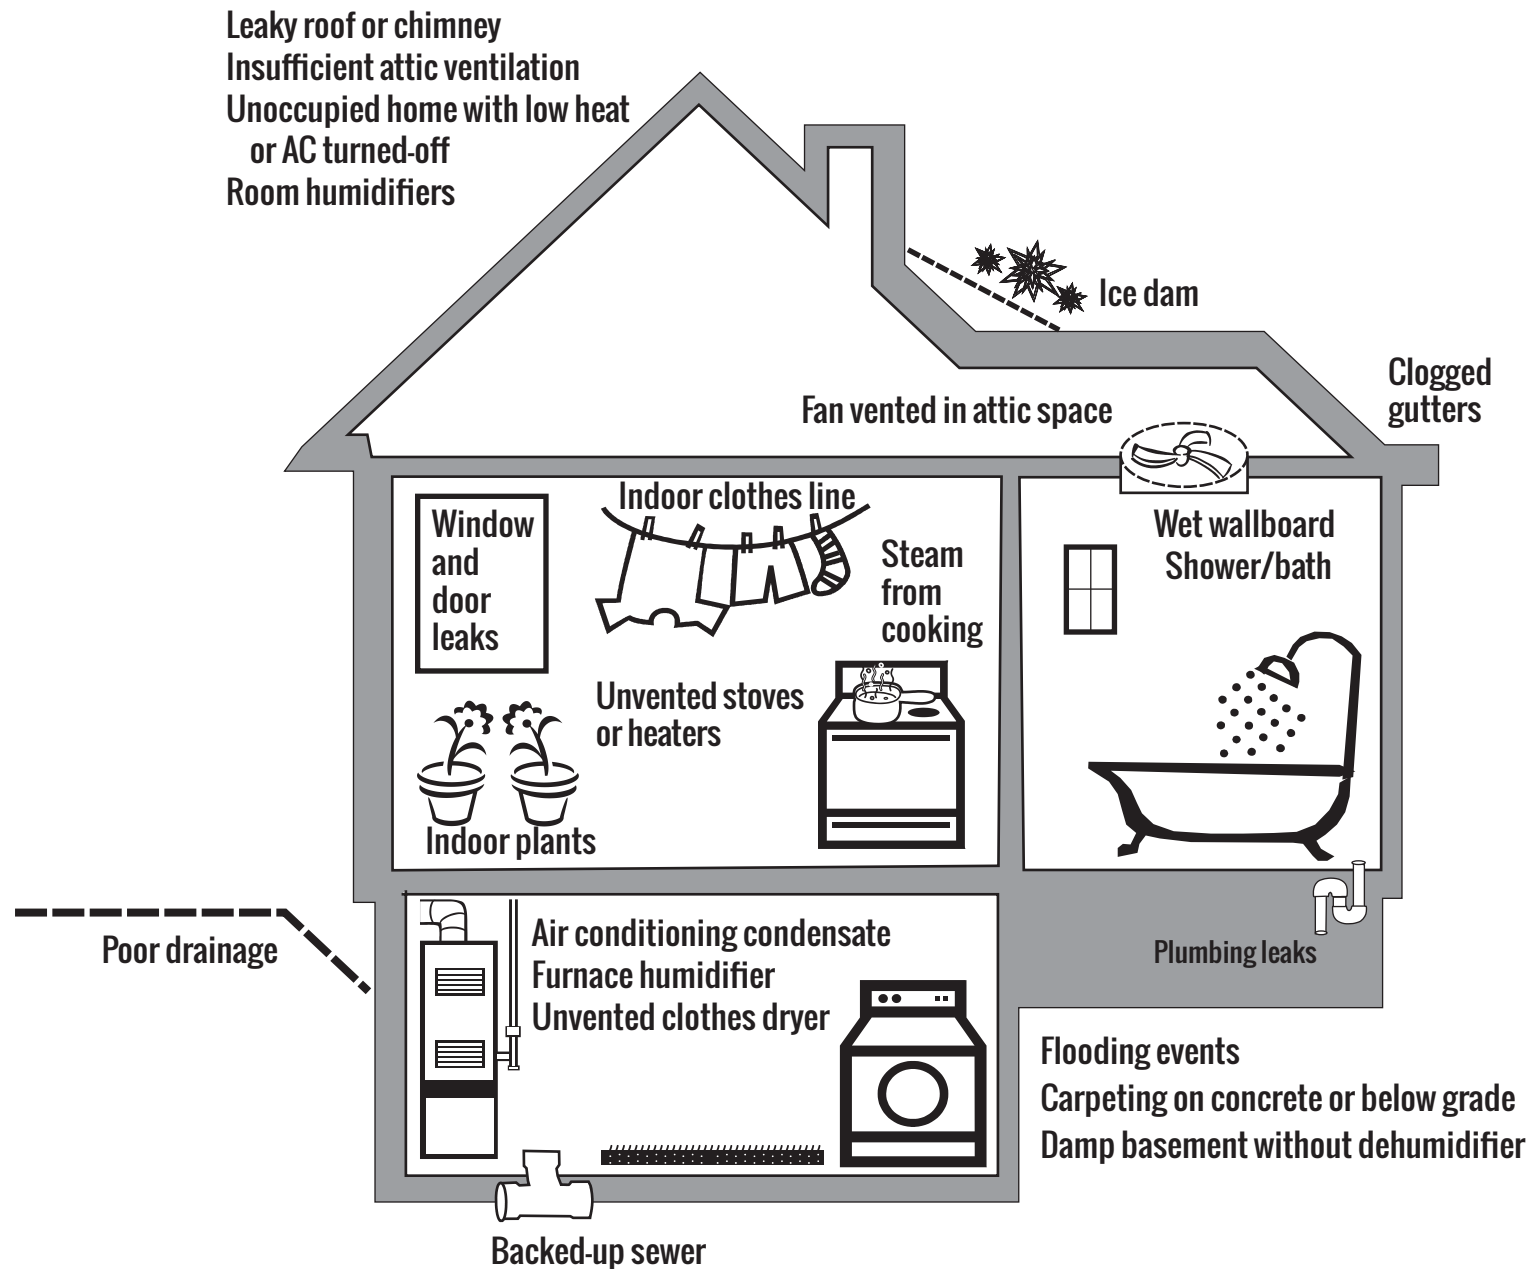 Leaky roof or chimney
Insufficient attic ventilation
Unoccupied home with low heat
or AC turned-off
Room humidifiers
Ice dam
Clogged
gutters
Fan vented in attic space
Indoor clothes line
Window
and
door
leaks
Steam
from
cooking
Wet wallboard
Shower/bath
Unvented stoves
or heaters
Indoor plants
Poor drainage
Air conditioning condensate
Furnace humidifier
Unvented clothes dryer
Plumbing leaks
Flooding events
Carpeting on concrete or below grade
Damp basement without dehumidifier
Backed-up sewer